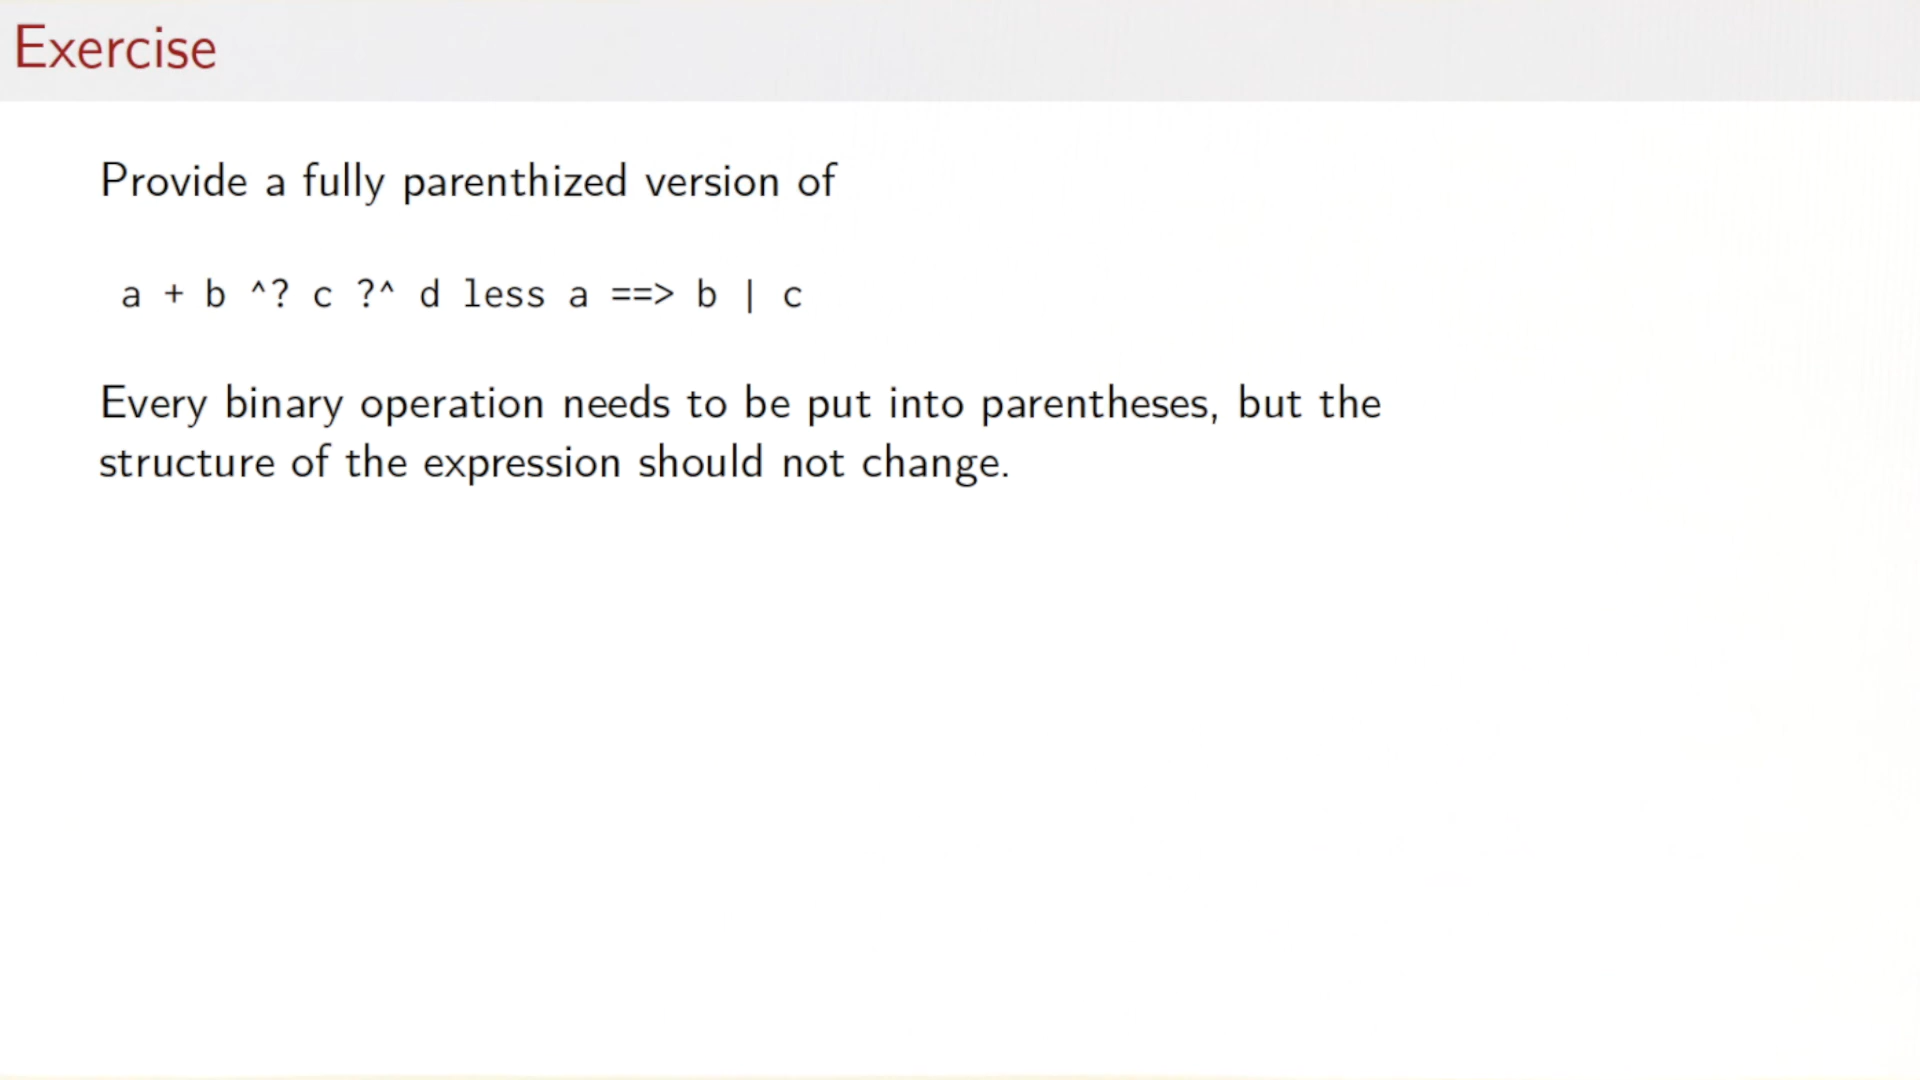 Exercise
Provide a fully parenthized version of
a + b ^? c ?^ d less a ==> b | c
Every binary operation needs to be put into parentheses, but the
structure of the expression should not change.